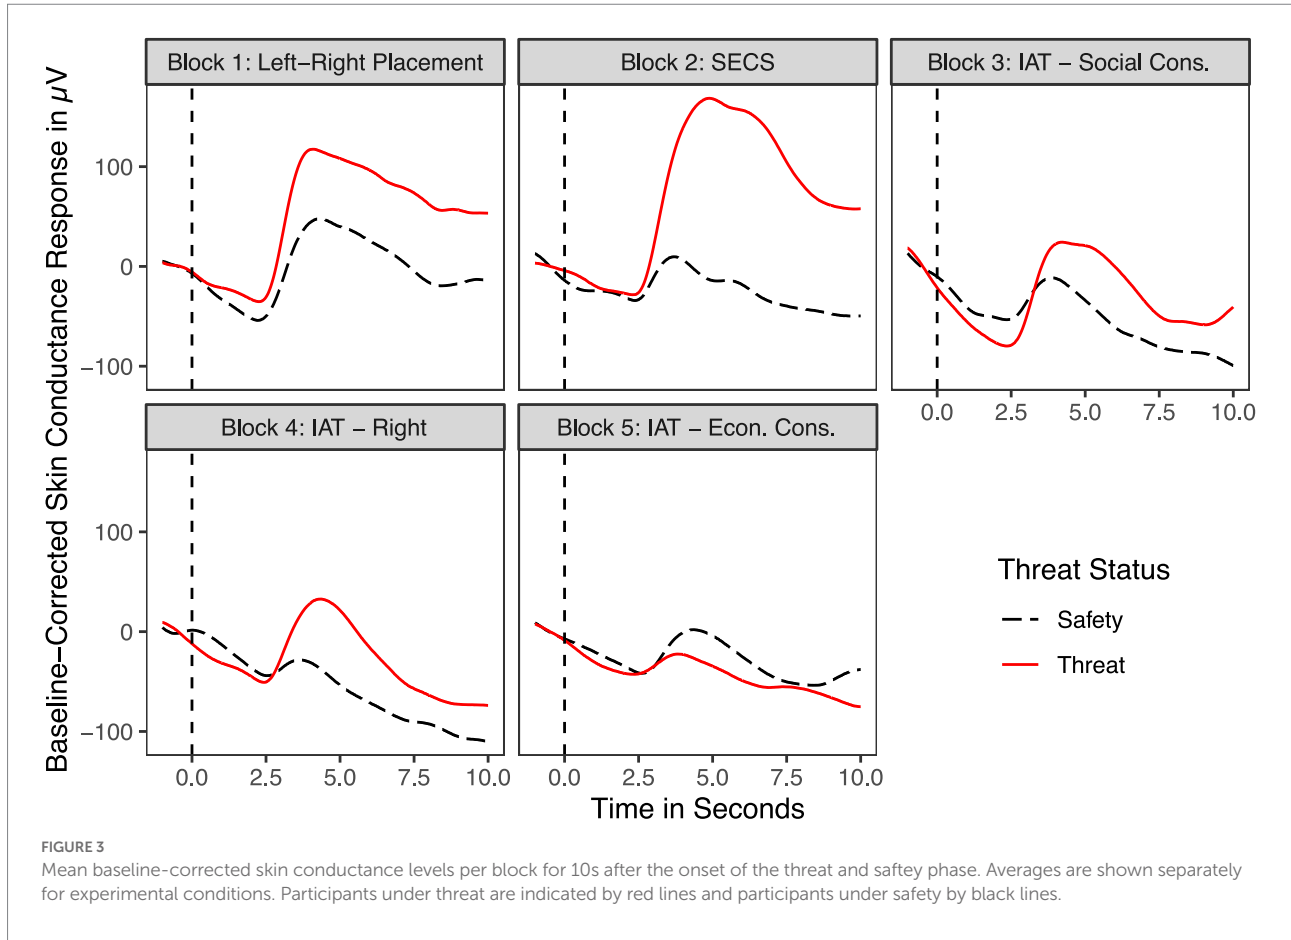 Baseline−Corrected Skin Conductance Response in µV
Block 1: Left−Right Placement
Block 2: SECS
Block 3: IAT − Social Cons.
100
0
−100
0.0 2.5 5.0 7.5 10.0
Block 4: IAT − Right
Block 5: IAT − Econ. Cons.
100
0
−100
0.0 2.5 5.0 7.5 10.0
0.0 2.5 5.0 7.5 10.0
Time in Seconds
Threat Status
Safety
Threat
FIGURE 3
Mean baseline-corrected skin conductance levels per block for 10s after the onset of the threat and saftey phase. Averages are shown separately
for experimental conditions. Participants under threat are indicated by red lines and participants under safety by black lines.